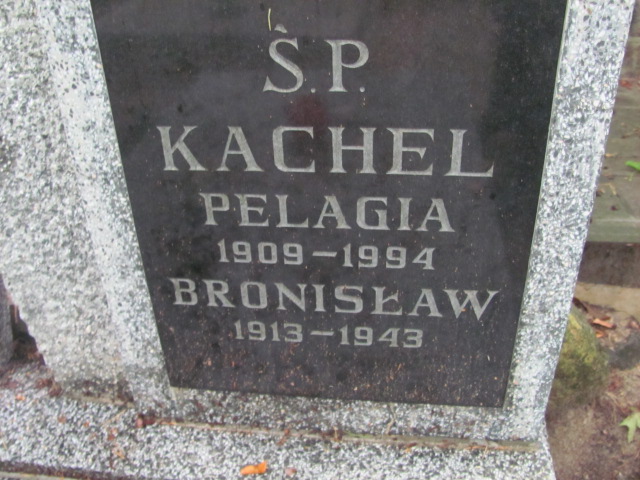 Ś.P.
KACHEL
PELAGIA
1909-1994
BRONISŁAW
1913-1943